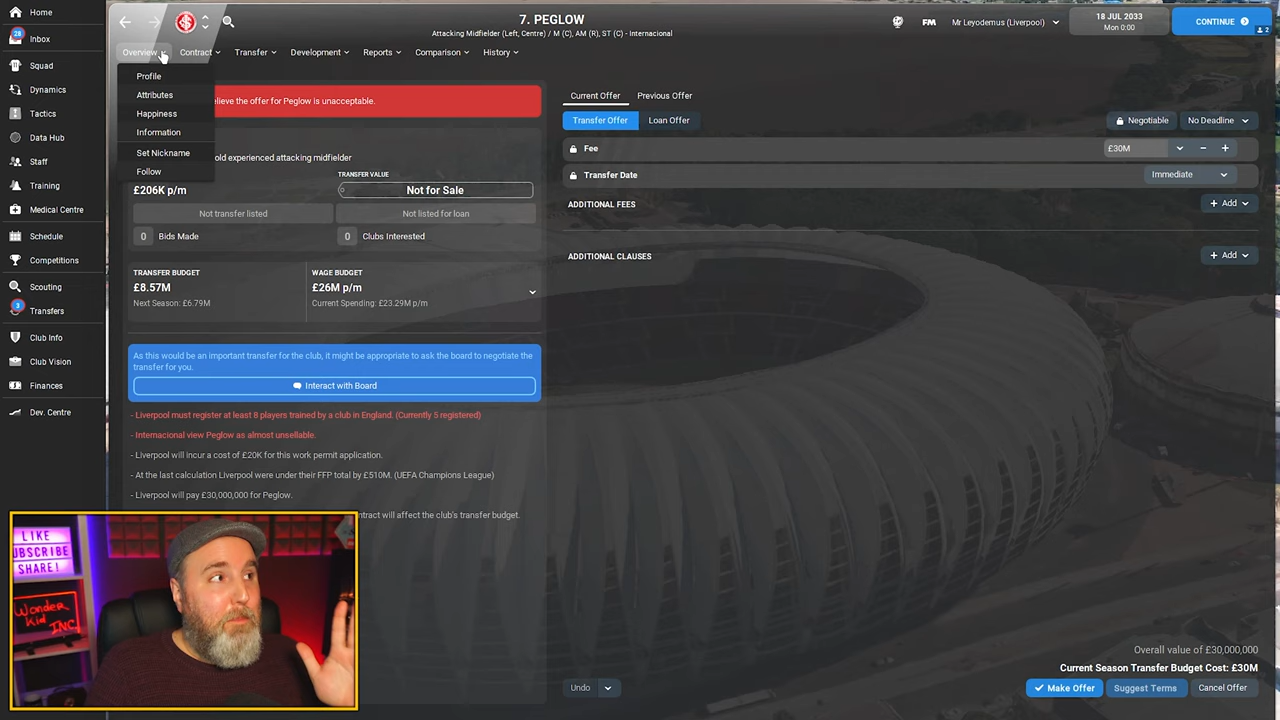 Home
28
Inbox
Squad
Dynamics
Tactics
Data Hub
Staff
Training
Medical Centre
Schedule
Competitions
Scouting
3
Transfers
Club Info
Club Vision
Finances
Dev. Centre
7. PEGLOW
Attacking Midfielder (Left, Centre) / M (C), AM (R), ST (C) - Internacional
FM
Mr Leyodemus (Liverpool)
18 JUL 2033
Mon 0:00
CONTINUE
2
Overview
Contract
Transfer
Development
Reports
Comparison
History
Profile
Attributes
Happiness
Information
Set Nickname
Follow
the offer for Peglow is unacceptable.
old experienced attacking midfielder
£206K p/m
TRANSFER VALUE
Not for Sale
Not transfer listed
Not listed for loan
0 Bids Made
0 Clubs Interested
TRANSFER BUDGET
£8.57M
Next Season: £6.79M
WAGE BUDGET
£26M p/m
Current Spending: £23.29M p/m
As this would be an important transfer for the club, it might be appropriate to ask the board to negotiate the
transfer for you.
Interact with Board
- Liverpool must register at least 8 players trained by a club in England. (Currently 5 registered)
- Internacional view Peglow as almost unsellable.
- Liverpool will incur a cost of £20K for this work permit application.
- At the last calculation Liverpool were under their FFP total by £510M. (UEFA Champions League)
- Liverpool will pay £30,000,000 for Peglow.
contract will affect the club's transfer budget.
Current Offer
Previous Offer
Transfer Offer
Loan Offer
Negotiable
No Deadline
Fee
£30M
Transfer Date
Immediate
ADDITIONAL FEES
+ Add
ADDITIONAL CLAUSES
+ Add
Overall value of £30,000,000
Current Season Transfer Budget Cost: £30M
Undo
Make Offer
Suggest Terms
Cancel Offer
LIKE
UBSCRIBE
SHARE!
Wonder
Kid
INC.